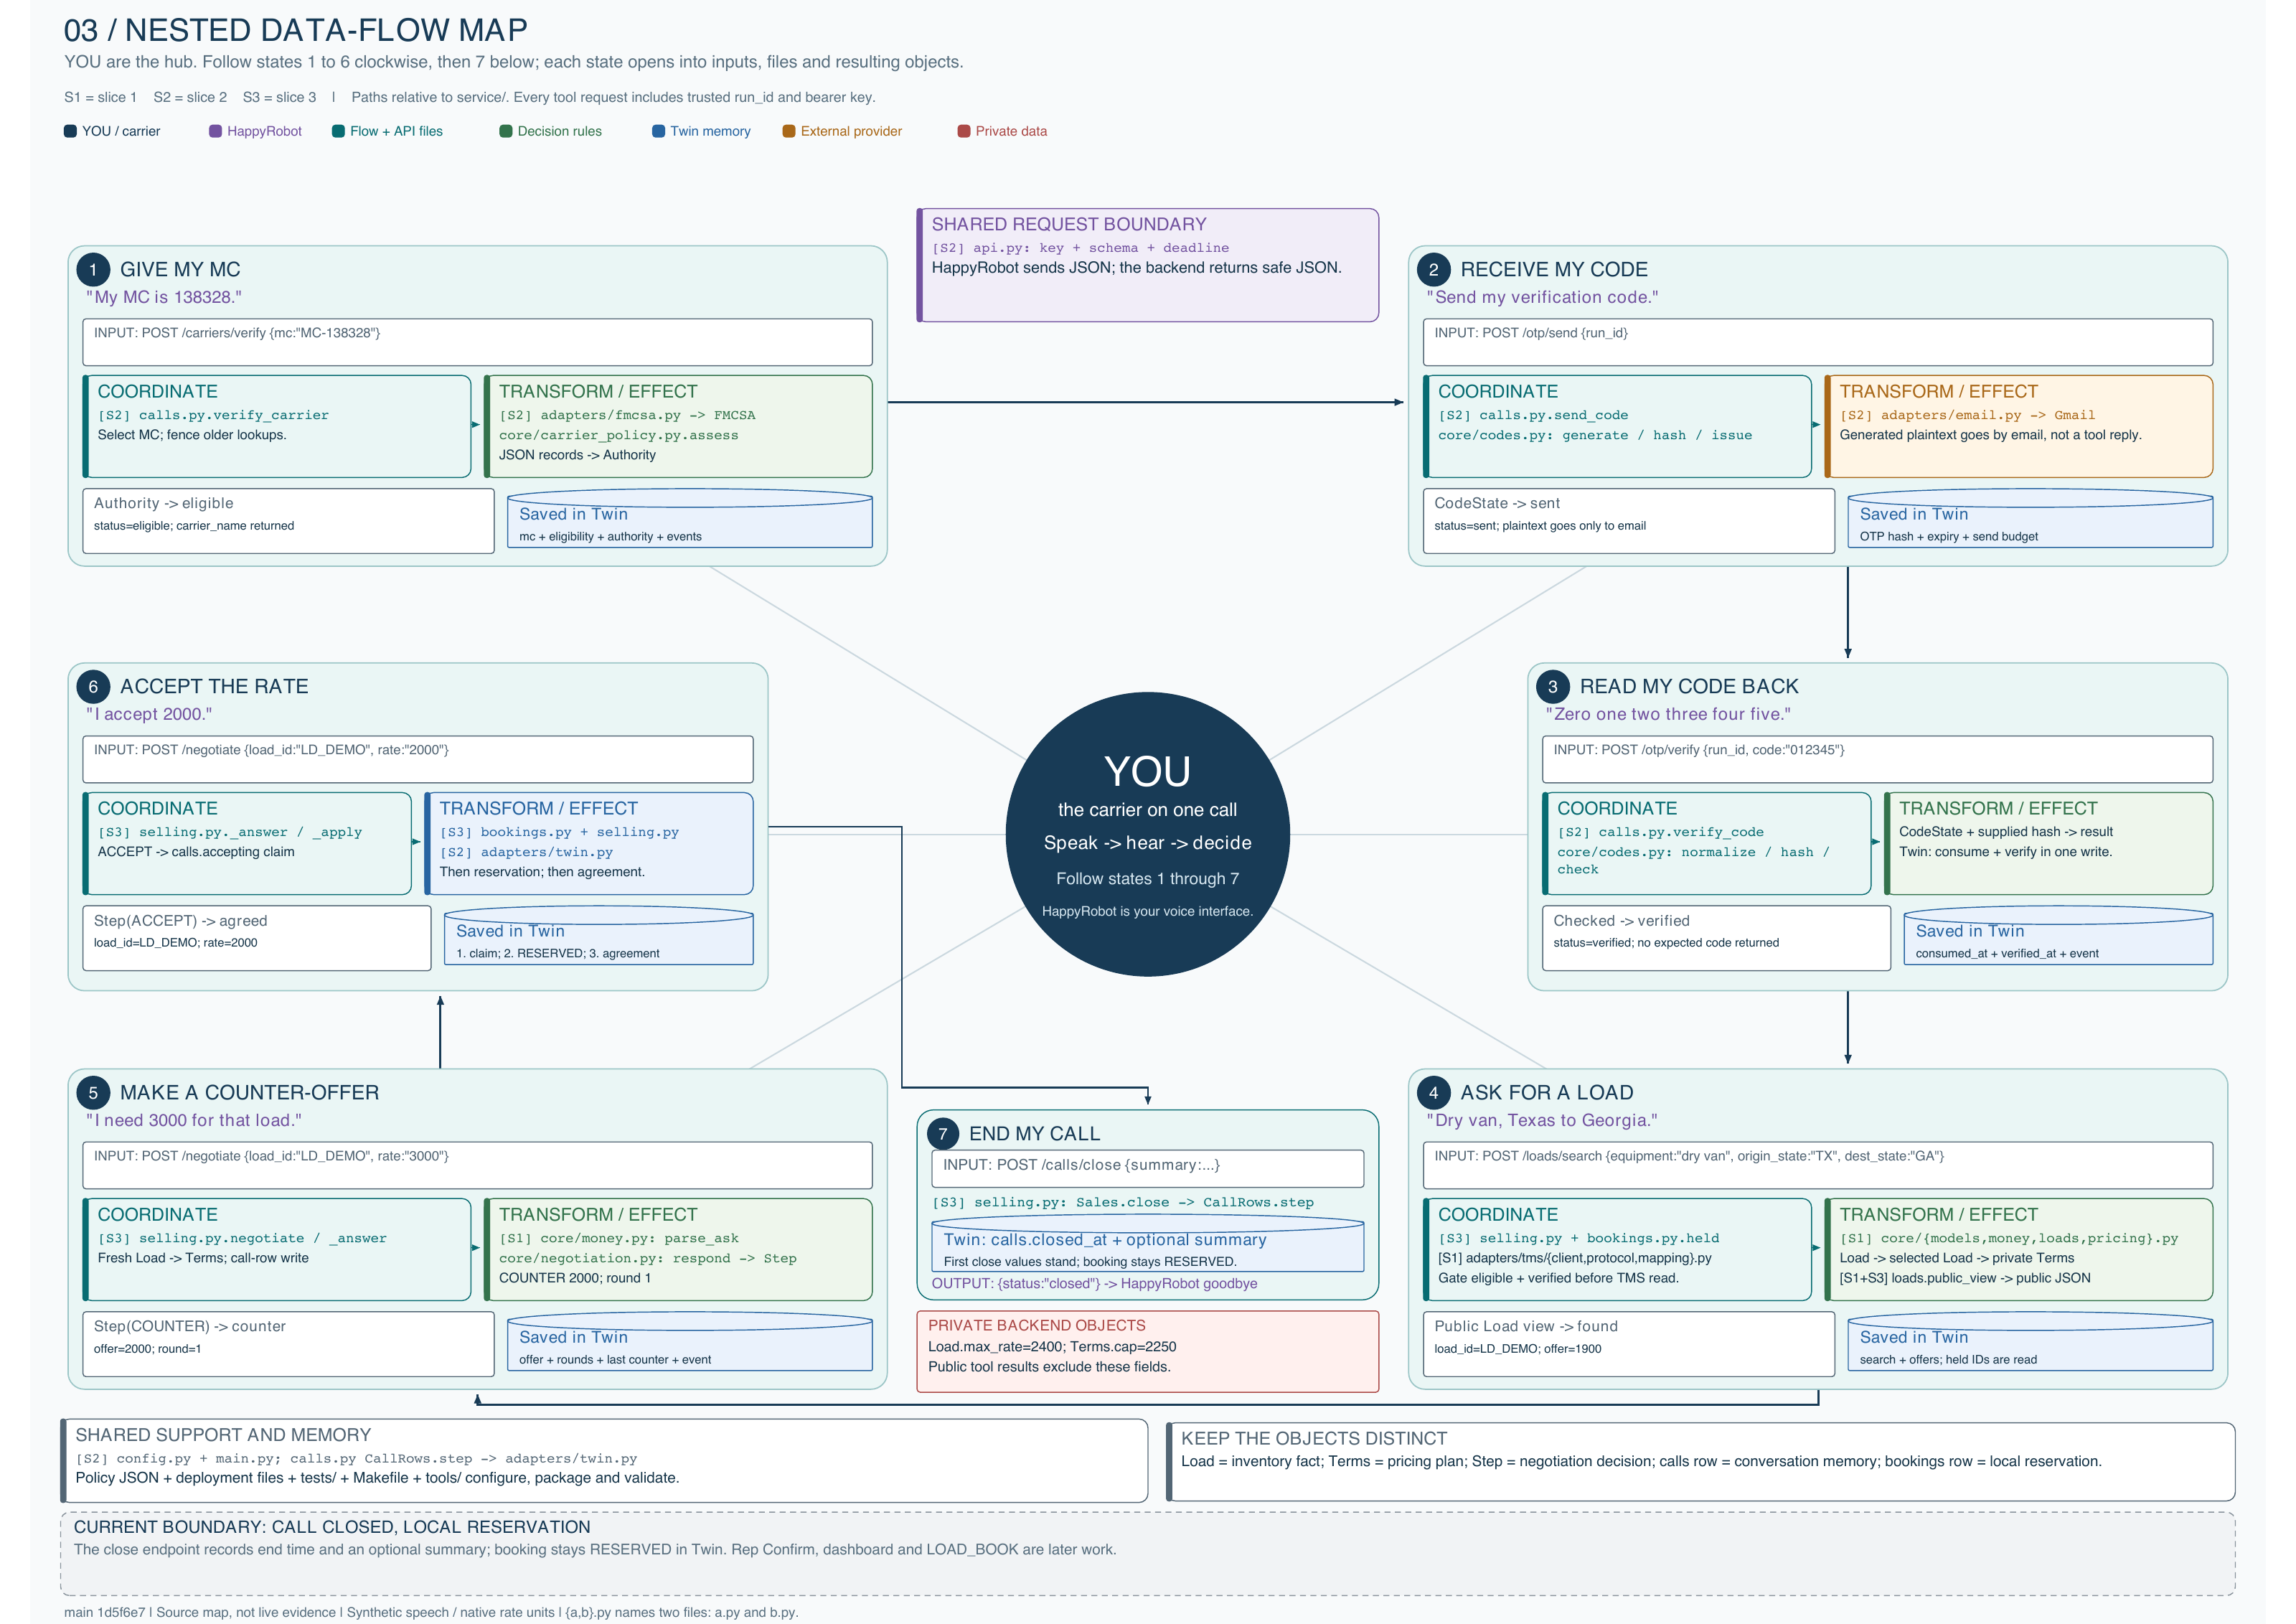 03 / NESTED DATA-FLOW MAP
YOU are the hub. Follow states 1 to 6 clockwise, then 7 below; each state opens into inputs, files and resulting objects.
S1 = slice 1 S2 = slice 2 S3 = slice 3 | Paths relative to service/. Every tool request includes trusted run_id and bearer key.
YOU / carrier
HappyRobot
Flow + API files
Decision rules
Twin memory
External provider
Private data
SHARED REQUEST BOUNDARY
[S2] api.py: key + schema + deadline
HappyRobot sends JSON; the backend returns safe JSON.
1 GIVE MY MC
"My MC is 138328."
INPUT: POST /carriers/verify {mc:"MC-138328"}
COORDINATE
[S2] calls.py.verify_carrier
Select MC; fence older lookups.
TRANSFORM / EFFECT
[S2] adapters/fmcsa.py -> FMCSA
core/carrier_policy.py.assess
JSON records -> Authority
Authority -> eligible
status=eligible; carrier_name returned
Saved in Twin
mc + eligibility + authority + events
2 RECEIVE MY CODE
"Send my verification code."
INPUT: POST /otp/send {run_id}
COORDINATE
[S2] calls.py.send_code
core/codes.py: generate / hash / issue
TRANSFORM / EFFECT
[S2] adapters/email.py -> Gmail
Generated plaintext goes by email, not a tool reply.
CodeState -> sent
status=sent; plaintext goes only to email
Saved in Twin
OTP hash + expiry + send budget
6 ACCEPT THE RATE
"I accept 2000."
INPUT: POST /negotiate {load_id:"LD_DEMO", rate:"2000"}
COORDINATE
[S3] selling.py._answer / _apply
ACCEPT -> calls.accepting claim
TRANSFORM / EFFECT
[S3] bookings.py + selling.py
[S2] adapters/twin.py
Then reservation; then agreement.
Step(ACCEPT) -> agreed
load_id=LD_DEMO; rate=2000
Saved in Twin
1. claim; 2. RESERVED; 3. agreement
YOU
the carrier on one call
Speak -> hear -> decide
Follow states 1 through 7
HappyRobot is your voice interface.
3 READ MY CODE BACK
"Zero one two three four five."
INPUT: POST /otp/verify {run_id, code:"012345"}
COORDINATE
[S2] calls.py.verify_code
core/codes.py: normalize / hash /
check
TRANSFORM / EFFECT
CodeState + supplied hash -> result
Twin: consume + verify in one write.
Checked -> verified
status=verified; no expected code returned
Saved in Twin
consumed_at + verified_at + event
5 MAKE A COUNTER-OFFER
"I need 3000 for that load."
INPUT: POST /negotiate {load_id:"LD_DEMO", rate:"3000"}
COORDINATE
[S3] selling.py.negotiate / _answer
Fresh Load -> Terms; call-row write
TRANSFORM / EFFECT
[S1] core/money.py: parse_ask
core/negotiation.py: respond -> Step
COUNTER 2000; round 1
Step(COUNTER) -> counter
offer=2000; round=1
Saved in Twin
offer + rounds + last counter + event
7 END MY CALL
INPUT: POST /calls/close {summary:...}
[S3] selling.py: Sales.close -> CallRows.step
Twin: calls.closed_at + optional summary
First close values stand; booking stays RESERVED.
OUTPUT: {status:"closed"} -> HappyRobot goodbye
PRIVATE BACKEND OBJECTS
Load.max_rate=2400; Terms.cap=2250
Public tool results exclude these fields.
4 ASK FOR A LOAD
"Dry van, Texas to Georgia."
INPUT: POST /loads/search {equipment:"dry van", origin_state:"TX", dest_state:"GA"}
COORDINATE
[S3] selling.py + bookings.py.held
[S1] adapters/tms/{client,protocol,mapping}.py
Gate eligible + verified before TMS read.
TRANSFORM / EFFECT
[S1] core/{models,money,loads,pricing}.py
Load -> selected Load -> private Terms
[S1+S3] loads.public_view -> public JSON
Public Load view -> found
load_id=LD_DEMO; offer=1900
Saved in Twin
search + offers; held IDs are read
SHARED SUPPORT AND MEMORY
[S2] config.py + main.py; calls.py CallRows.step -> adapters/twin.py
Policy JSON + deployment files + tests/ + Makefile + tools/ configure, package and validate.
KEEP THE OBJECTS DISTINCT
Load = inventory fact; Terms = pricing plan; Step = negotiation decision; calls row = conversation memory; bookings row = local reservation.
CURRENT BOUNDARY: CALL CLOSED, LOCAL RESERVATION
The close endpoint records end time and an optional summary; booking stays RESERVED in Twin. Rep Confirm, dashboard and LOAD_BOOK are later work.
main 1d5f6e7 | Source map, not live evidence | Synthetic speech / native rate units | {a,b}.py names two files: a.py and b.py.